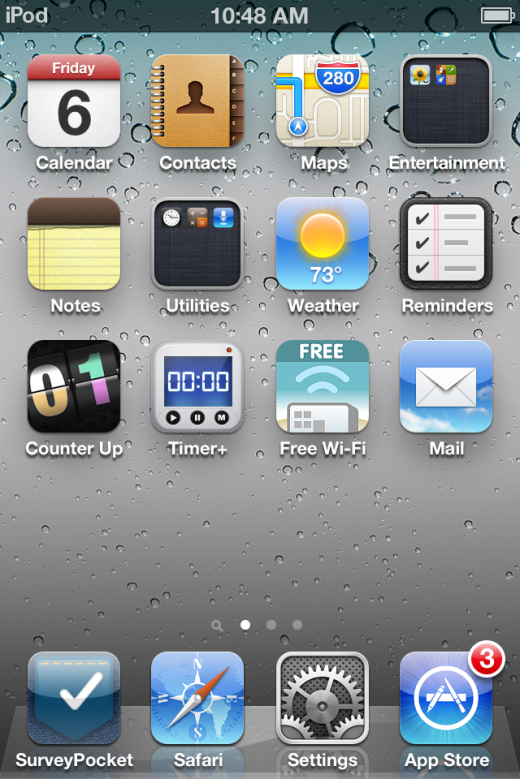 iPod 10:48 AM
Friday
6
280
Calendar Contacts Maps Entertainment
73°
Notes Utilities Weather Reminders
01
00:00
M
FREE
Counter Up Timer+ Free Wi-Fi Mail
3
SurveyPocket Safari Settings App Store